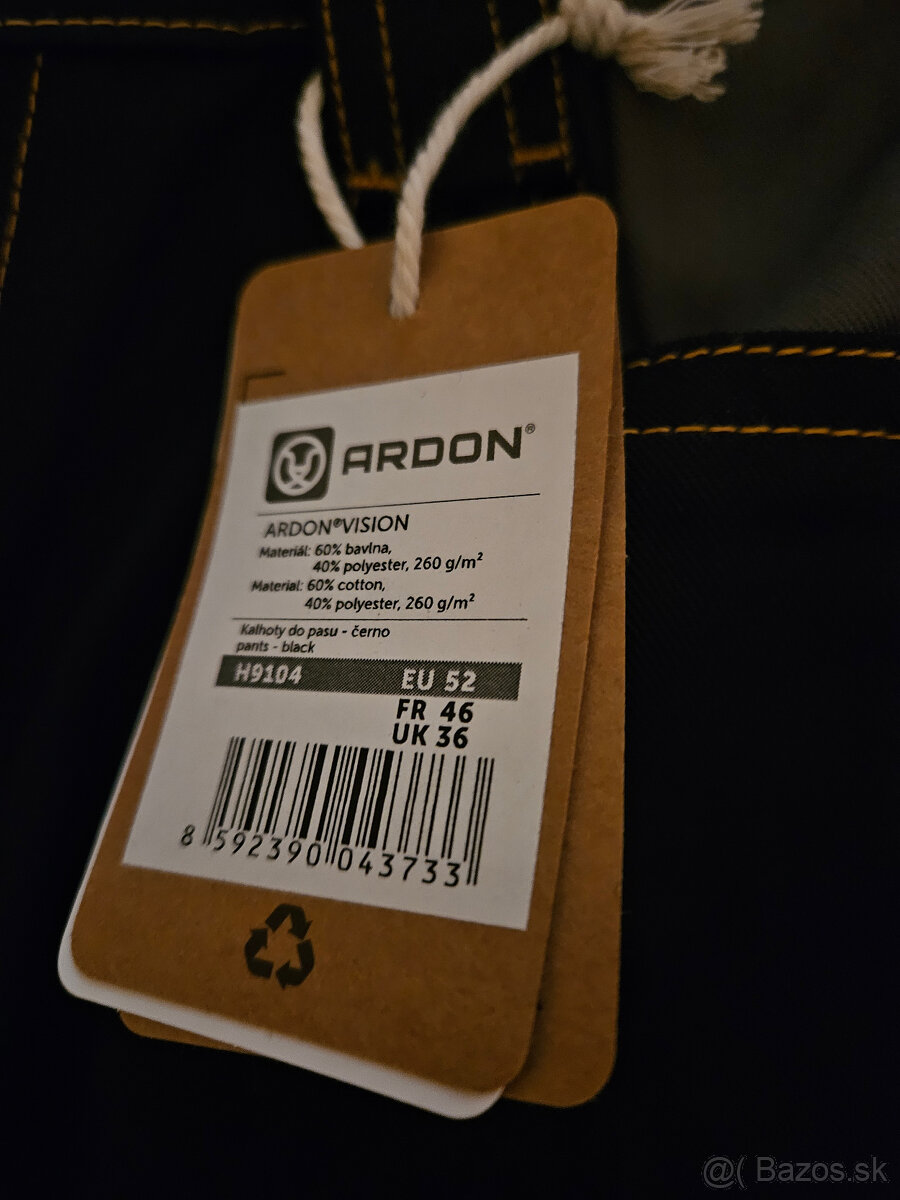 ARDON®
ARDON®VISION
Materiál: 60% bavlna,
40% polyester, 260 g/m²
Material: 60% cotton,
40% polyester, 260 g/m²
Kalhoty do pasu - černo
pants - black
H9104 EU 52
FR 46
UK 36
8 592390 043733
@( Bazos.sk